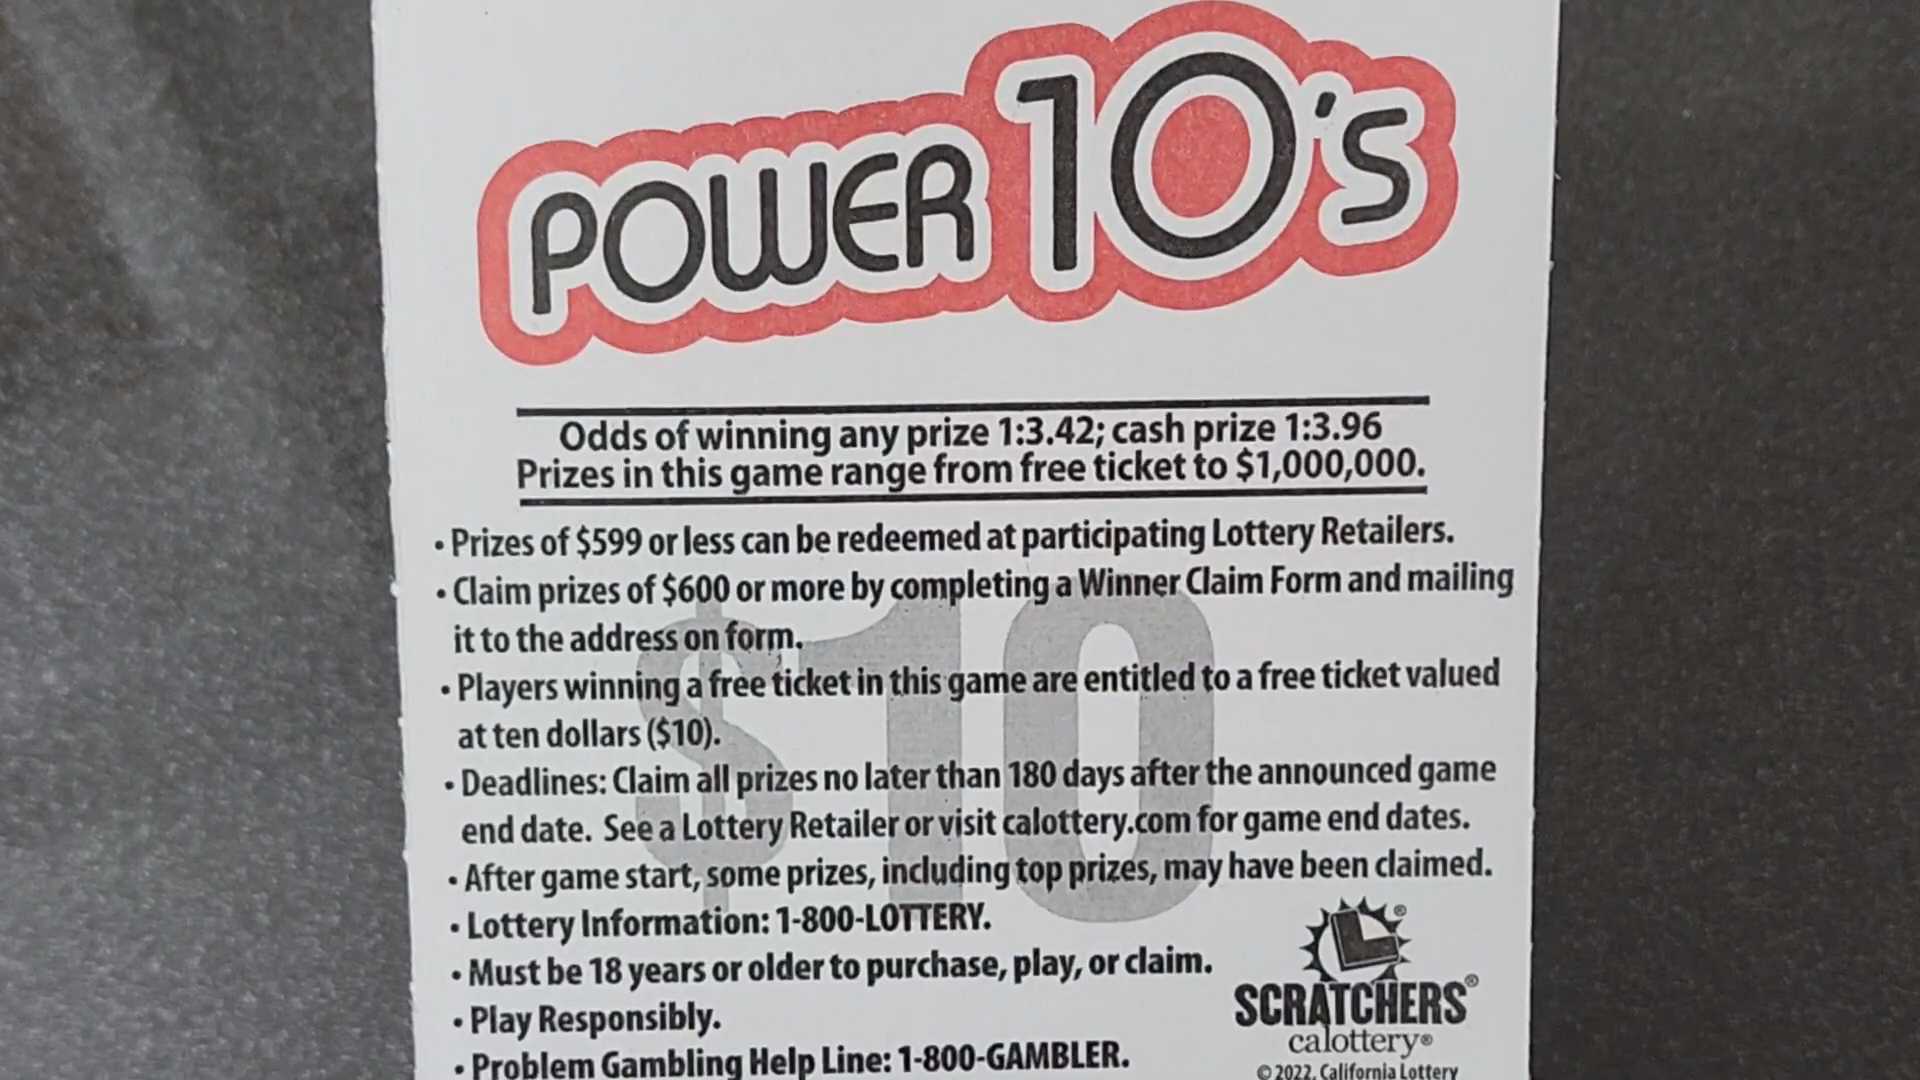 POWER 10's
Odds of winning any prize 1:3.42; cash prize 1:3.96
Prizes in this game range from free ticket to $1,000,000.
• Prizes of $599 or less can be redeemed at participating Lottery Retailers.
• Claim prizes of $600 or more by completing a Winner Claim Form and mailing
it to the address on form.
• Players winning a free ticket in this game are entitled to a free ticket valued
at ten dollars ($10).
• Deadlines: Claim all prizes no later than 180 days after the announced game
end date. See a Lottery Retailer or visit calottery.com for game end dates.
• After game start, some prizes, including top prizes, may have been claimed.
• Lottery Information: 1-800-LOTTERY.
• Must be 18 years or older to purchase, play, or claim.
• Play Responsibly.
• Problem Gambling Help Line: 1-800-GAMBLER.
$10
L®
SCRATCHERS®
calottery®
© 2022, California Lottery